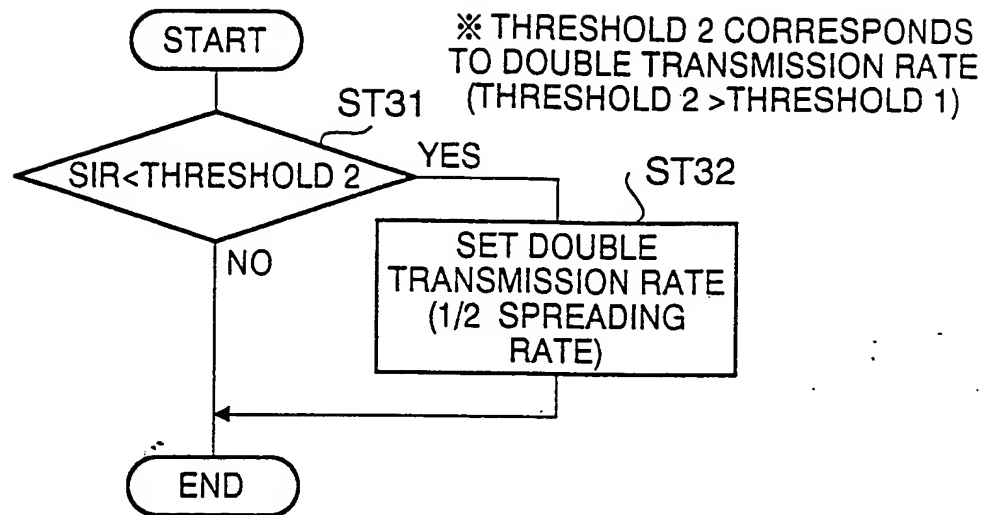 START
※ THRESHOLD 2 CORRESPONDS
TO DOUBLE TRANSMISSION RATE
(THRESHOLD 2 >THRESHOLD 1)
ST31
SIR<THRESHOLD 2
YES
ST32
NO
SET DOUBLE
TRANSMISSION RATE
(1/2 SPREADING
RATE)
END